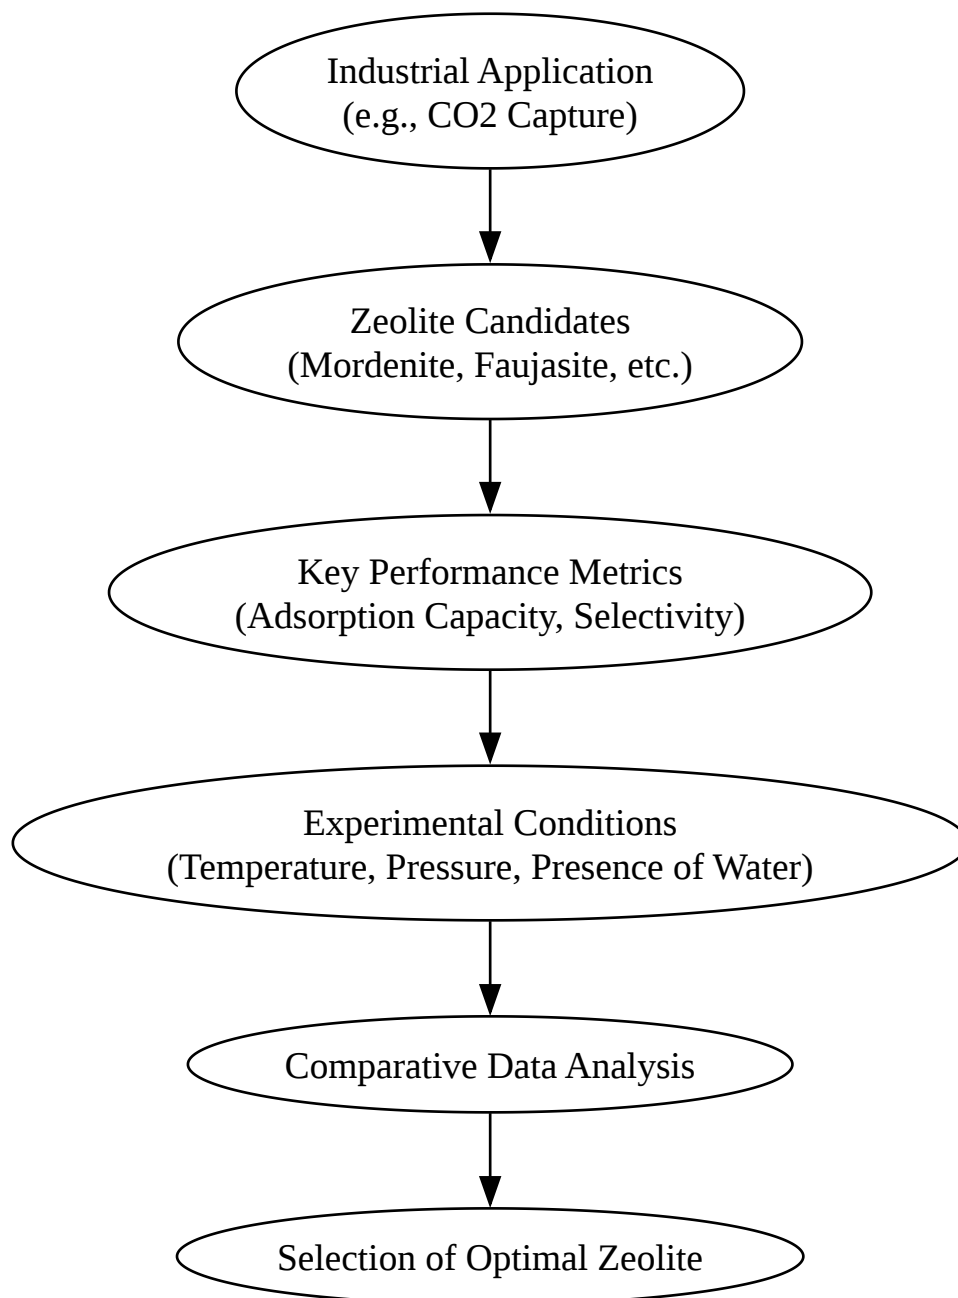 Industrial Application
(e.g., CO2 Capture)
Zeolite Candidates
(Mordenite, Faujasite, etc.)
Key Performance Metrics
(Adsorption Capacity, Selectivity)
Experimental Conditions
(Temperature, Pressure, Presence of Water)
Comparative Data Analysis
Selection of Optimal Zeolite